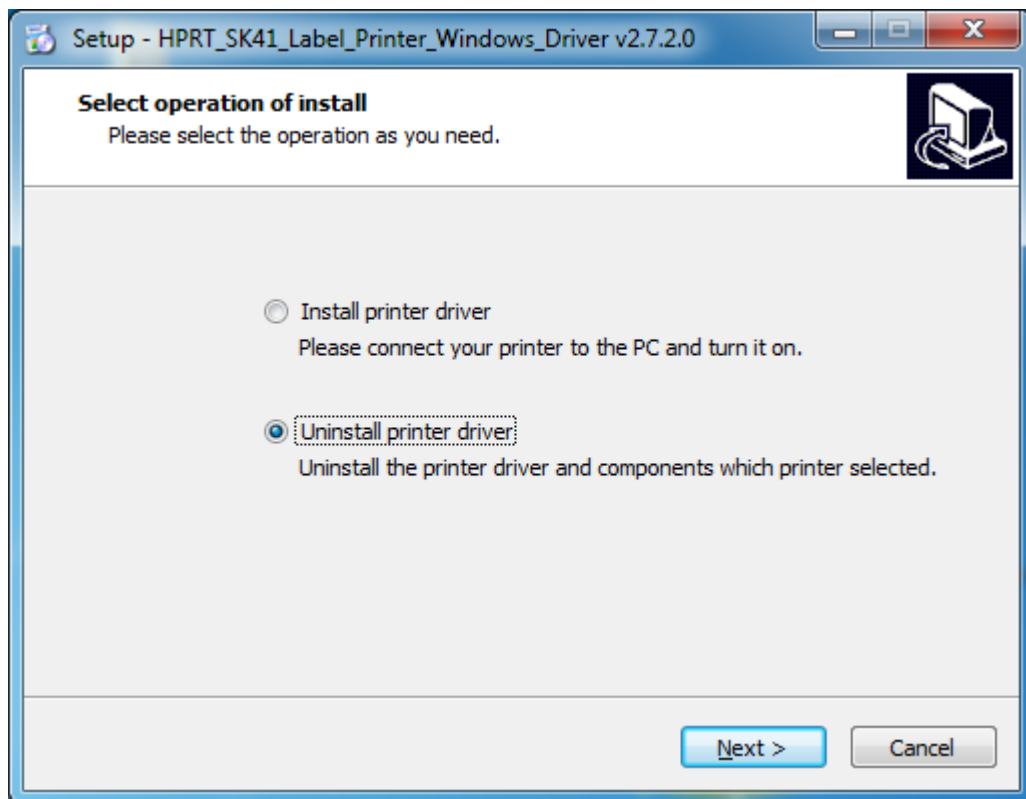 Setup - HPRT_SK41_Label_Printer_Windows_Driver v2.7.2.0
Select operation of install
Please select the operation as you need.
Install printer driver
Please connect your printer to the PC and turn it on.
Uninstall printer driver
Uninstall the printer driver and components which printer selected.
Next > Cancel